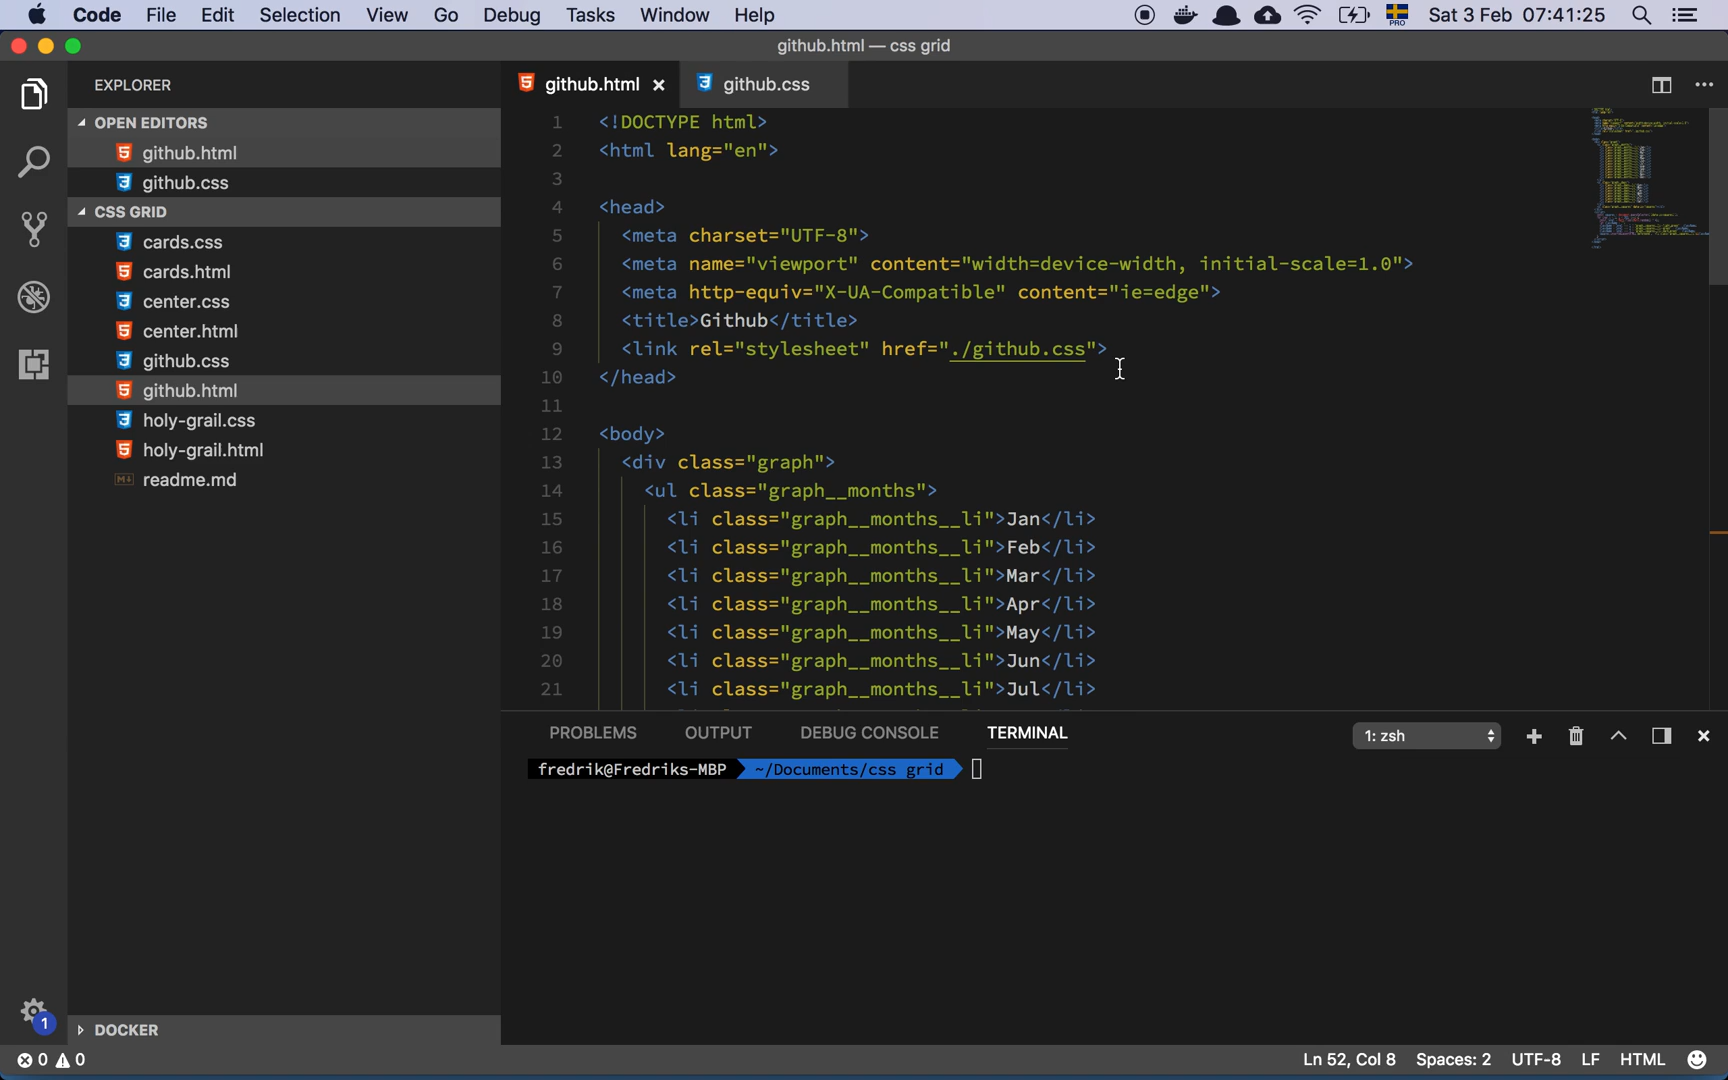 Code File Edit Selection View Go Debug Tasks Window Help PRO Sat 3 Feb 07:41:25
github.html — css grid
EXPLORER
OPEN EDITORS
github.html
github.css
CSS GRID
cards.css
cards.html
center.css
center.html
github.css
github.html
holy-grail.css
holy-grail.html
readme.md
DOCKER
1
github.html github.css
1 <!DOCTYPE html>
2 <html lang="en">
3
4 <head>
5 <meta charset="UTF-8">
6 <meta name="viewport" content="width=device-width, initial-scale=1.0">
7 <meta http-equiv="X-UA-Compatible" content="ie=edge">
8 <title>Github</title>
9 <link rel="stylesheet" href="./github.css">
10 </head>
11
12 <body>
13 <div class="graph">
14 <ul class="graph__months">
15 <li class="graph__months__li">Jan</li>
16 <li class="graph__months__li">Feb</li>
17 <li class="graph__months__li">Mar</li>
18 <li class="graph__months__li">Apr</li>
19 <li class="graph__months__li">May</li>
20 <li class="graph__months__li">Jun</li>
21 <li class="graph__months__li">Jul</li>
PROBLEMS OUTPUT DEBUG CONSOLE TERMINAL 1: zsh
fredrik@Fredriks-MBP ~/Documents/css grid
0 0 Ln 52, Col 8 Spaces: 2 UTF-8 LF HTML